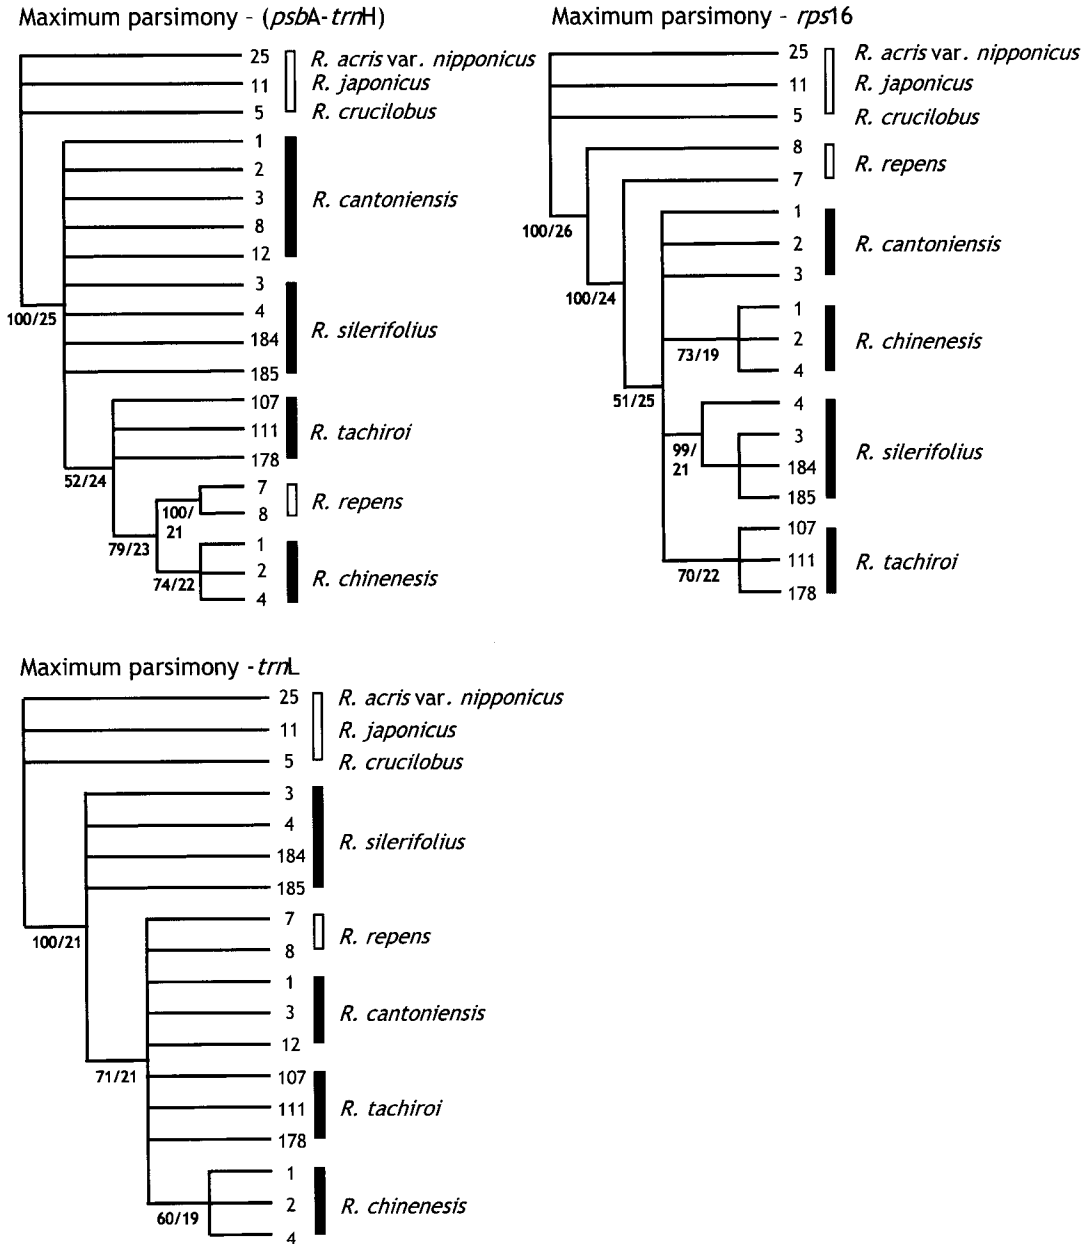 Maximum parsimony - (psbA-trnH)
25 R. acris var. nipponicus
11 R. japonicus
5 R. crucilobus
1
2
3 R. cantoniensis
8
12
3
4
R. silerifolius
184
185
100/25
107
111 R. tachiroi
178
52/24
7
R. repens
8
100/
21
79/23
1
2 R. chinenesis
4
74/22
Maximum parsimony - rps16
25 R. acris var. nipponicus
11 R. japonicus
5 R. crucilobus
8
R. repens
7
100/26
1
2 R. cantoniensis
3
100/24
1
2 R. chinenesis
4
73/19
51/25
4
3
R. silerifolius
184
185
99/
21
107
111 R. tachiroi
178
70/22
Maximum parsimony - trnL
25 R. acris var. nipponicus
11 R. japonicus
5 R. crucilobus
3
4
R. silerifolius
184
185
100/21
7
R. repens
8
1
3 R. cantoniensis
12
71/21
107
111 R. tachiroi
178
1
2 R. chinenesis
4
60/19